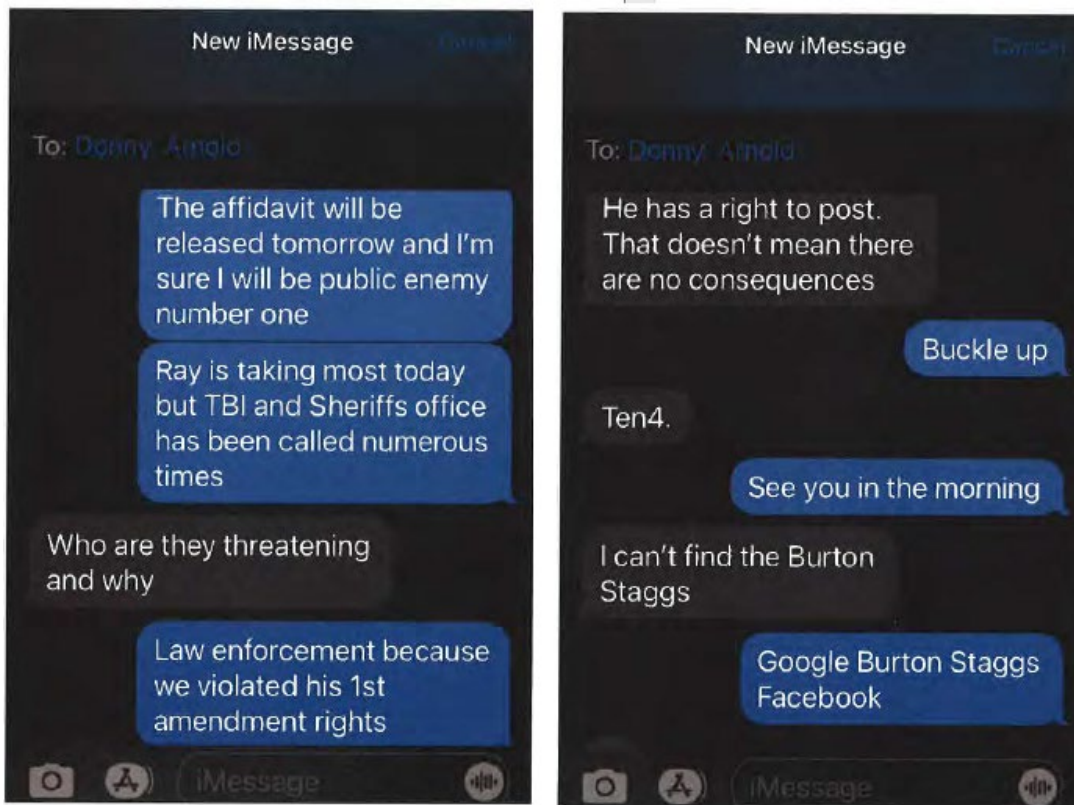 New iMessage
Cancel
To: Donny Arnold
The affidavit will be
released tomorrow and I'm
sure I will be public enemy
number one
Ray is taking most today
but TBI and Sheriffs office
has been called numerous
times
Who are they threatening
and why
Law enforcement because
we violated his 1st
amendment rights
iMessage
New iMessage
Cancel
To: Donny Arnold
He has a right to post.
That doesn't mean there
are no consequences
Buckle up
Ten4.
See you in the morning
I can't find the Burton
Staggs
Google Burton Staggs
Facebook
iMessage